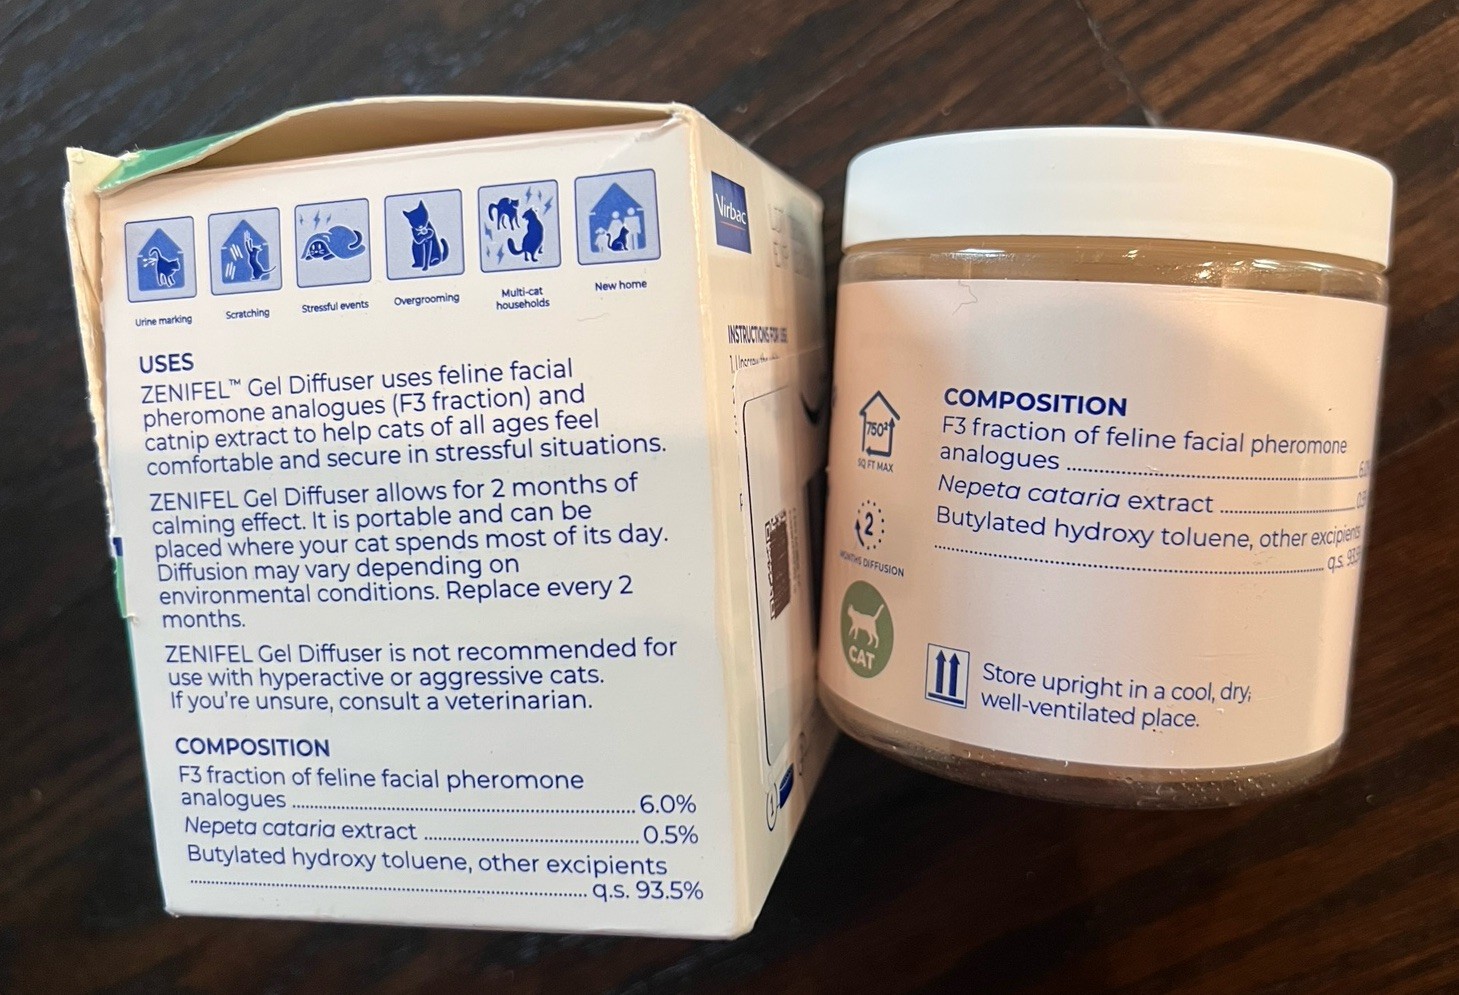 Urine marking
Scratching
Stressful events
Overgrooming
Multi-cat
households
New home
USES
ZENIFEL™ Gel Diffuser uses feline facial
pheromone analogues (F3 fraction) and
catnip extract to help cats of all ages feel
comfortable and secure in stressful situations.
ZENIFEL Gel Diffuser allows for 2 months of
calming effect. It is portable and can be
placed where your cat spends most of its day.
Diffusion may vary depending on
environmental conditions. Replace every 2
months.
ZENIFEL Gel Diffuser is not recommended for
use with hyperactive or aggressive cats.
If you're unsure, consult a veterinarian.
COMPOSITION
F3 fraction of feline facial pheromone
analogues ........................ 6.0%
Nepeta cataria extract ........................ 0.5%
Butylated hydroxy toluene, other excipients
........................ q.s. 93.5%
Virbac
INSTRUCTIONS FOR USE
1. Unscrew the
750²
SQ FT MAX
2
MONTHS DIFFUSION
CAT
COMPOSITION
F3 fraction of feline facial pheromone
analogues ........................
Nepeta cataria extract ........................
Butylated hydroxy toluene, other excipients
........................ q.s.
Store upright in a cool, dry,
well-ventilated place.